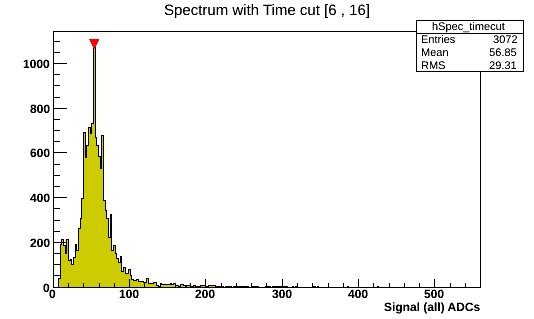 Spectrum with Time cut [6 , 16]
hSpec_timecut
Entries 3072
Mean 56.85
RMS 29.31
1000
800
600
400
200
0
0 100 200 300 400 500
Signal (all) ADCs